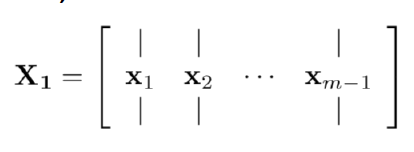 X₁ = [ x₁ x₂ ⋯ xₘ₋₁ ]